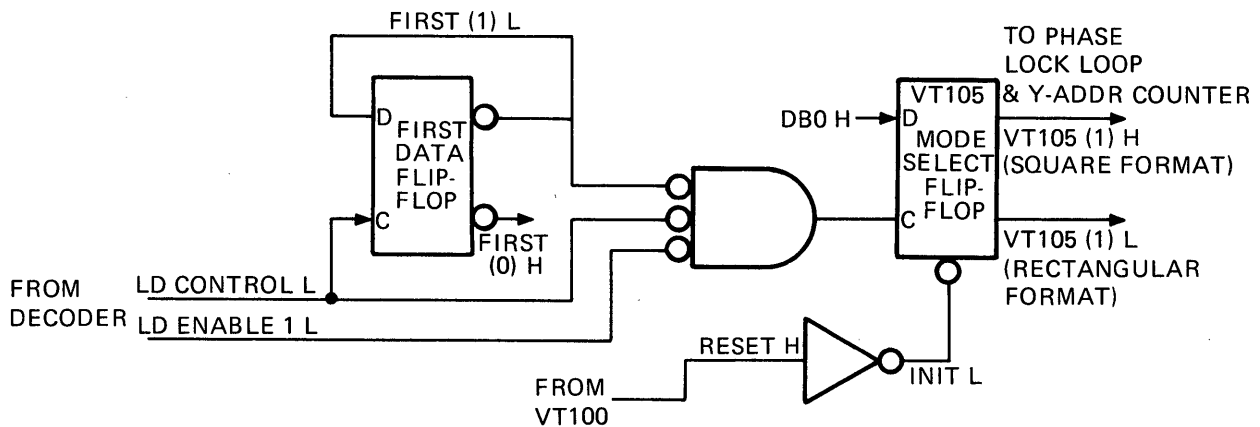 FIRST (1) L
D
FIRST
DATA
FLIP-
FLOP
C
FIRST
(0) H
FROM
DECODER
LD CONTROL L
LD ENABLE 1 L
DB0 H
VT105
D
MODE
SELECT
FLIP-
FLOP
C
TO PHASE
LOCK LOOP
& Y-ADDR COUNTER
VT105 (1) H
(SQUARE FORMAT)
VT105 (1) L
(RECTANGULAR
FORMAT)
RESET H
INIT L
FROM
VT100